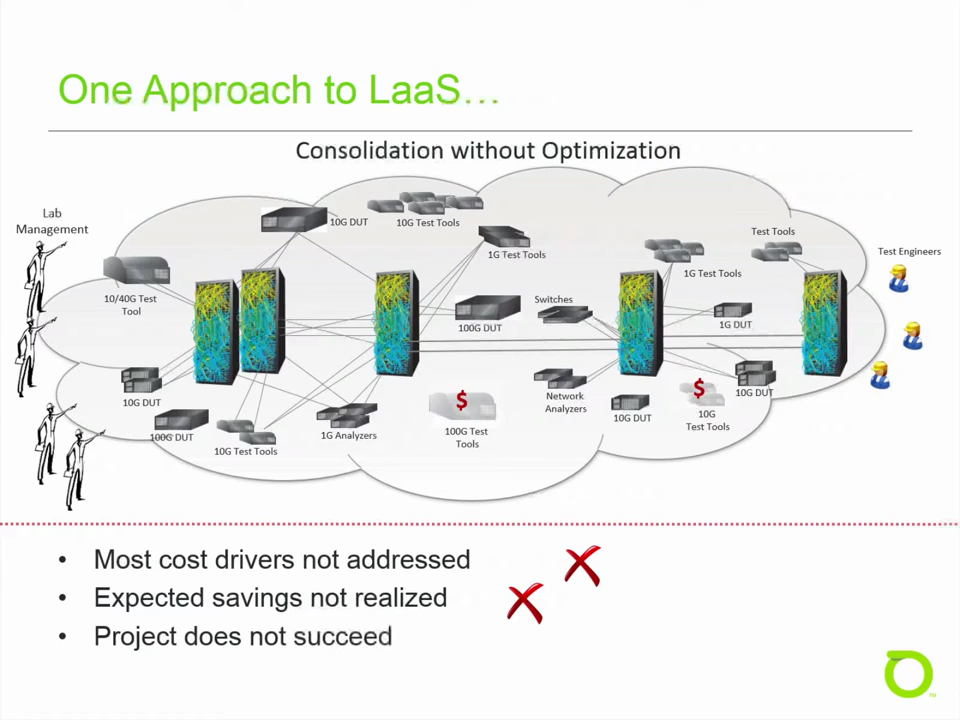 One Approach to LaaS...
Consolidation without Optimization
Lab
Management
10G DUT
10G Test Tools
1G Test Tools
Test Tools
1G Test Tools
Test Engineers
10/40G Test
Tool
100G DUT
Switches
1G DUT
10G DUT
100G DUT
10G Test Tools
1G Analyzers
$
100G Test
Tools
Network
Analyzers
10G DUT
$
10G
Test Tools
10G DUT
• Most cost drivers not addressed
• Expected savings not realized
• Project does not succeed
TM